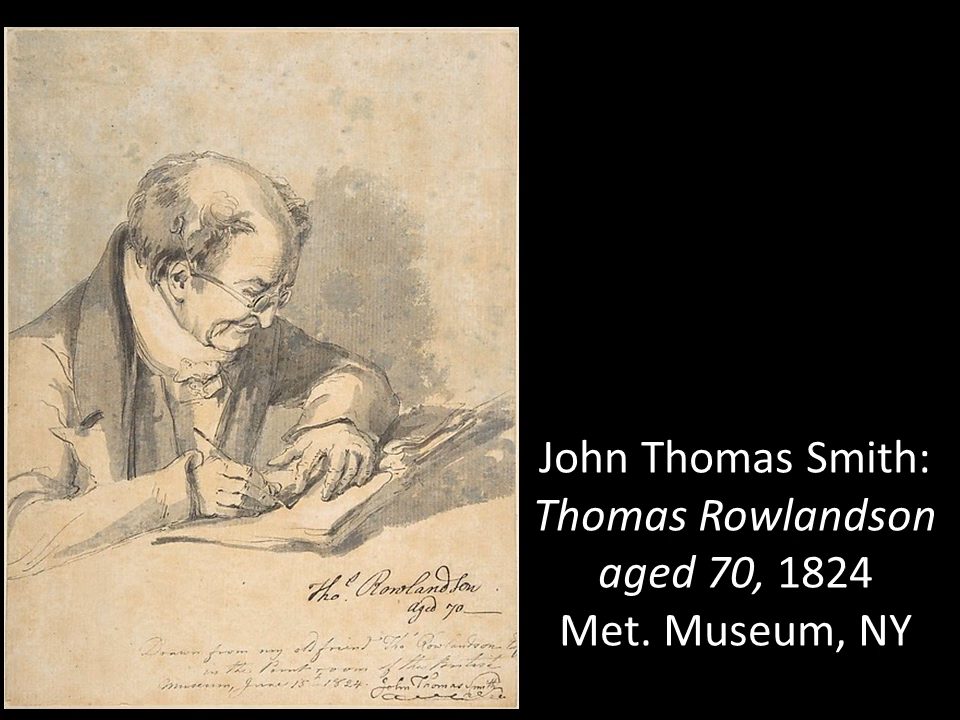 Thoˢ. Rowlandson.
aged 70
Drawn from my old friend Thoˢ Rowlandson Esq
in the Print-room of the British
Museum, June 15th 1824. John Thomas Smith
John Thomas Smith:
Thomas Rowlandson
aged 70, 1824
Met. Museum, NY